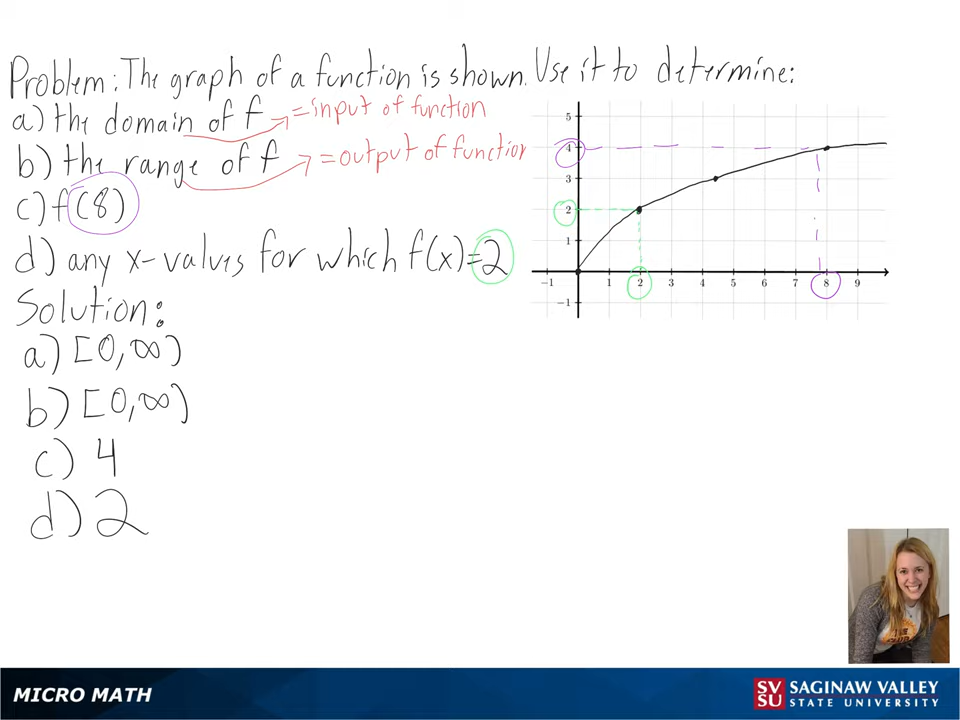 Problem: The graph of a function is shown. Use it to determine:
a) the domain of f = input of function
b) the range of f = output of function
c) f(8)
d) any x-values for which f(x)=2
Solution:
a) [0,∞)
b) [0,∞)
c) 4
d) 2
5
4
3
2
1
−1 1 2 3 4 5 6 7 8 9
−1
MICRO MATH
SV SU SAGINAW VALLEY
STATE UNIVERSITY